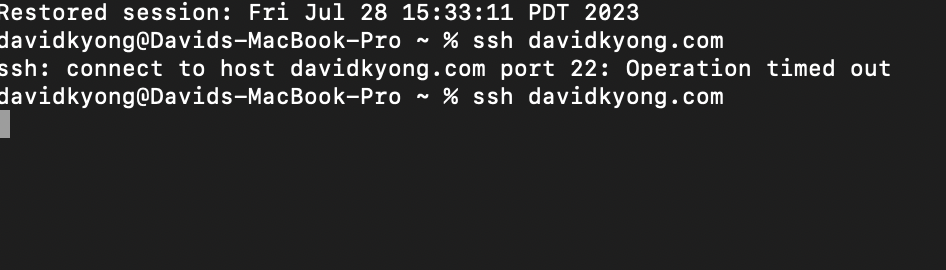 Restored session: Fri Jul 28 15:33:11 PDT 2023
davidkyong@Davids-MacBook-Pro ~ % ssh davidkyong.com
ssh: connect to host davidkyong.com port 22: Operation timed out
davidkyong@Davids-MacBook-Pro ~ % ssh davidkyong.com